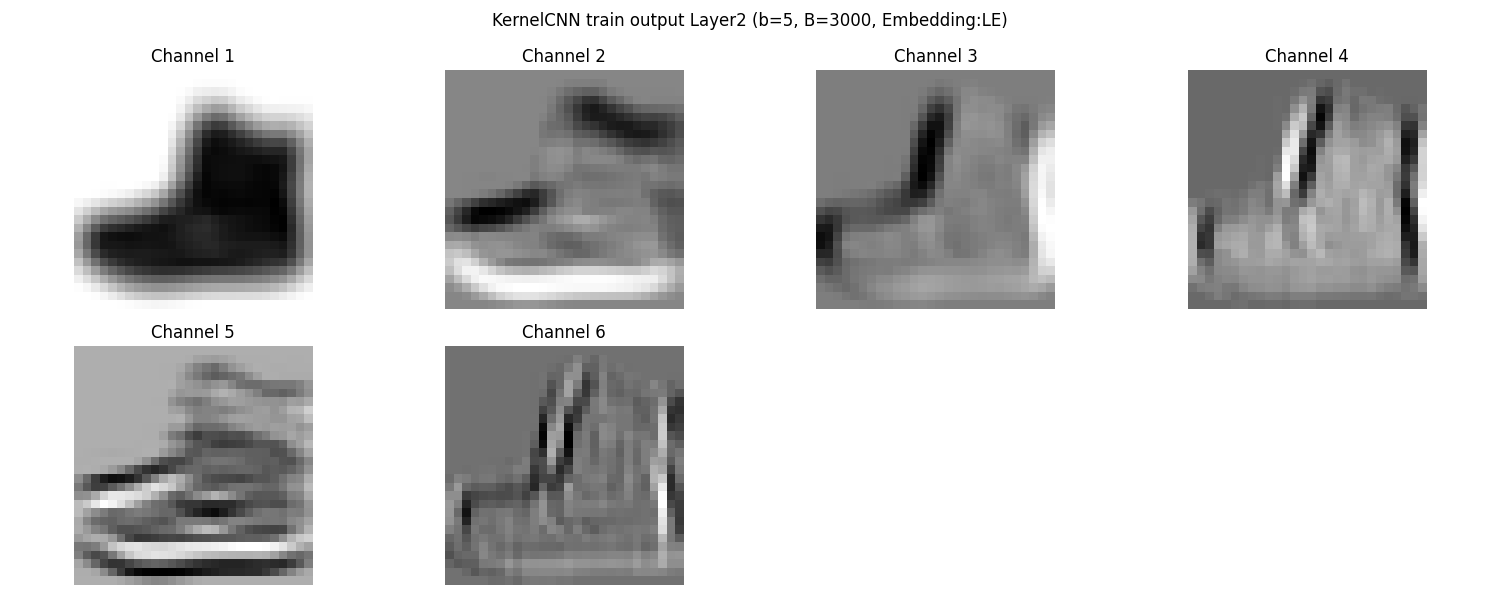 KernelCNN train output Layer2 (b=5, B=3000, Embedding:LE)
Channel 1
Channel 2
Channel 3
Channel 4
Channel 5
Channel 6